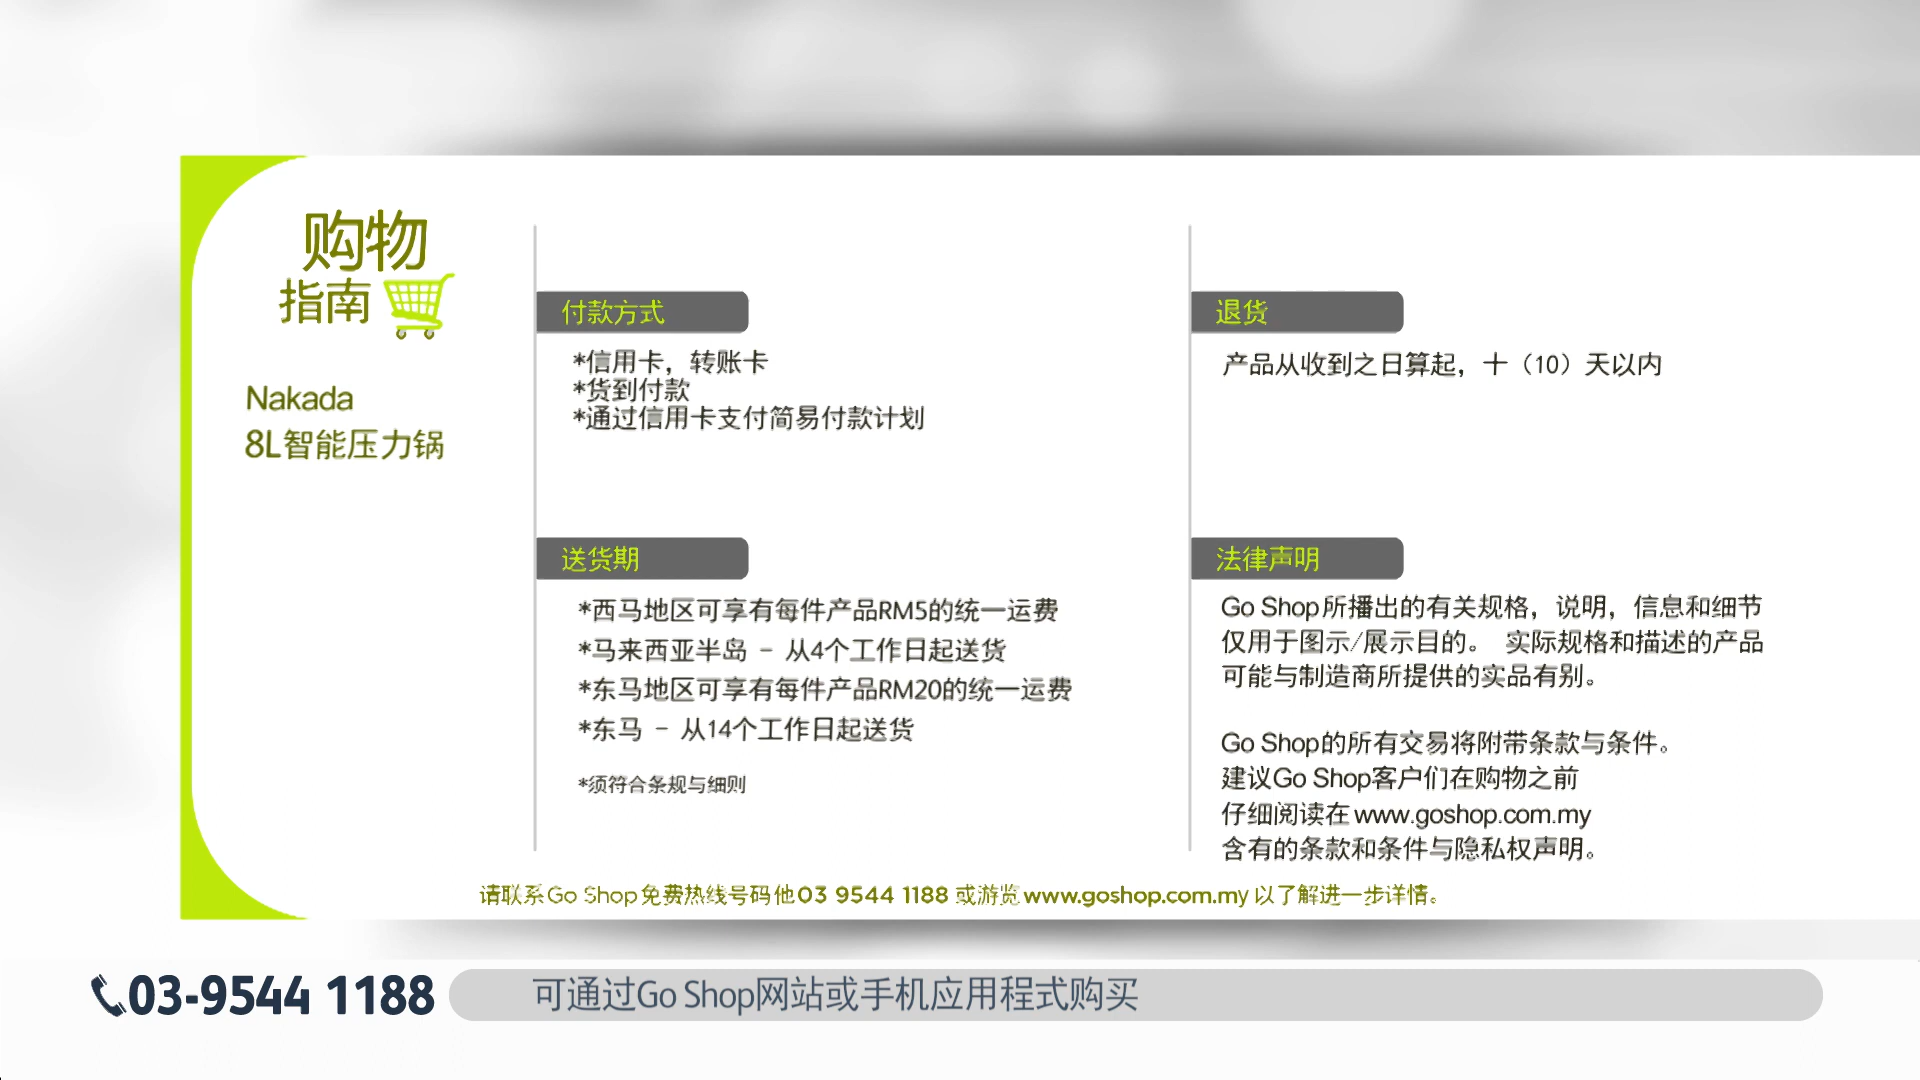 购物
指南
Nakada
8L智能压力锅
付款方式
*信用卡，转账卡
*货到付款
*通过信用卡支付简易付款计划
送货期
*西马地区可享有每件产品RM5的统一运费
*马来西亚半岛 - 从4个工作日起送货
*东马地区可享有每件产品RM20的统一运费
*东马 - 从14个工作日起送货
*须符合条规与细则
退货
产品从收到之日算起，十（10）天以内
法律声明
Go Shop所播出的有关规格，说明，信息和细节
仅用于图示/展示目的。 实际规格和描述的产品
可能与制造商所提供的实品有别。
Go Shop的所有交易将附带条款与条件。
建议Go Shop客户们在购物之前
仔细阅读在www.goshop.com.my
含有的条款和条件与隐私权声明。
请联系Go Shop免费热线号码他03 9544 1188 或游览www.goshop.com.my 以了解进一步详情。
03-9544 1188
可通过Go Shop网站或手机应用程式购买